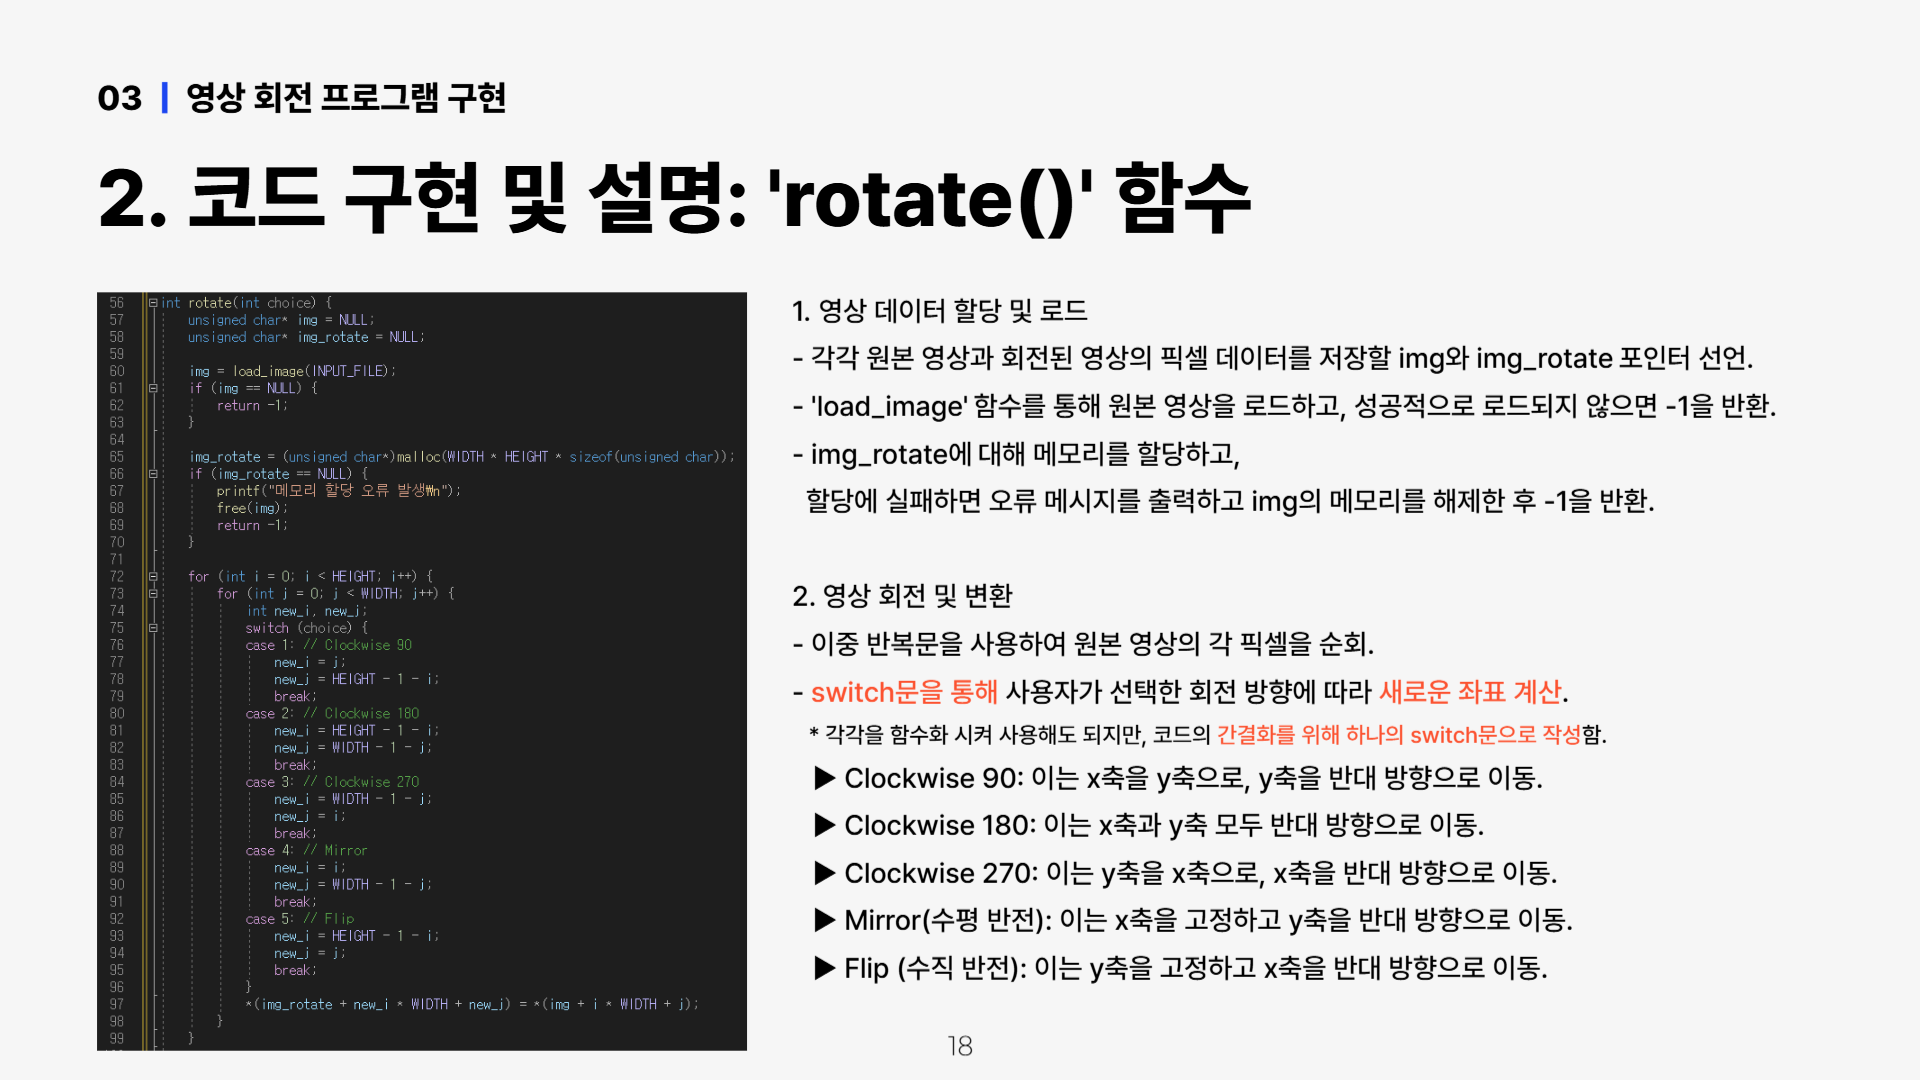 03 | 영상 회전 프로그램 구현
2. 코드 구현 및 설명: 'rotate()' 함수
56 int rotate(int choice) {
57 unsigned char* img = NULL;
58 unsigned char* img_rotate = NULL;
59
60 img = load_image(INPUT_FILE);
61 if (img == NULL) {
62 return -1;
63 }
64
65 img_rotate = (unsigned char*)malloc(WIDTH * HEIGHT * sizeof(unsigned char));
66 if (img_rotate == NULL) {
67 printf("메모리 할당 오류 발생₩n");
68 free(img);
69 return -1;
70 }
71
72 for (int i = 0; i < HEIGHT; i++) {
73 for (int j = 0; j < WIDTH; j++) {
74 int new_i, new_j;
75 switch (choice) {
76 case 1: // Clockwise 90
77 new_i = j;
78 new_j = HEIGHT - 1 - i;
79 break;
80 case 2: // Clockwise 180
81 new_i = HEIGHT - 1 - i;
82 new_j = WIDTH - 1 - j;
83 break;
84 case 3: // Clockwise 270
85 new_i = WIDTH - 1 - j;
86 new_j = i;
87 break;
88 case 4: // Mirror
89 new_i = i;
90 new_j = WIDTH - 1 - j;
91 break;
92 case 5: // Flip
93 new_i = HEIGHT - 1 - i;
94 new_j = j;
95 break;
96 }
97 *(img_rotate + new_i * WIDTH + new_j) = *(img + i * WIDTH + j);
98 }
99 }
1. 영상 데이터 할당 및 로드
- 각각 원본 영상과 회전된 영상의 픽셀 데이터를 저장할 img와 img_rotate 포인터 선언.
- 'load_image' 함수를 통해 원본 영상을 로드하고, 성공적으로 로드되지 않으면 -1을 반환.
- img_rotate에 대해 메모리를 할당하고,
할당에 실패하면 오류 메시지를 출력하고 img의 메모리를 해제한 후 -1을 반환.
2. 영상 회전 및 변환
- 이중 반복문을 사용하여 원본 영상의 각 픽셀을 순회.
- switch문을 통해 사용자가 선택한 회전 방향에 따라 새로운 좌표 계산.
* 각각을 함수화 시켜 사용해도 되지만, 코드의 간결화를 위해 하나의 switch문으로 작성함.
▶ Clockwise 90: 이는 x축을 y축으로, y축을 반대 방향으로 이동.
▶ Clockwise 180: 이는 x축과 y축 모두 반대 방향으로 이동.
▶ Clockwise 270: 이는 y축을 x축으로, x축을 반대 방향으로 이동.
▶ Mirror(수평 반전): 이는 x축을 고정하고 y축을 반대 방향으로 이동.
▶ Flip (수직 반전): 이는 y축을 고정하고 x축을 반대 방향으로 이동.
18